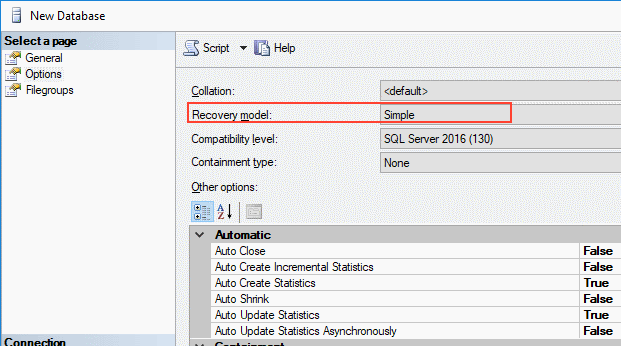 New Database
Select a page
General
Options
Filegroups
Script
Help
Collation: <default>
Recovery model: Simple
Compatibility level: SQL Server 2016 (130)
Containment type: None
Other options:
Automatic
Auto Close False
Auto Create Incremental Statistics False
Auto Create Statistics True
Auto Shrink False
Auto Update Statistics True
Auto Update Statistics Asynchronously False
Containment
Connection